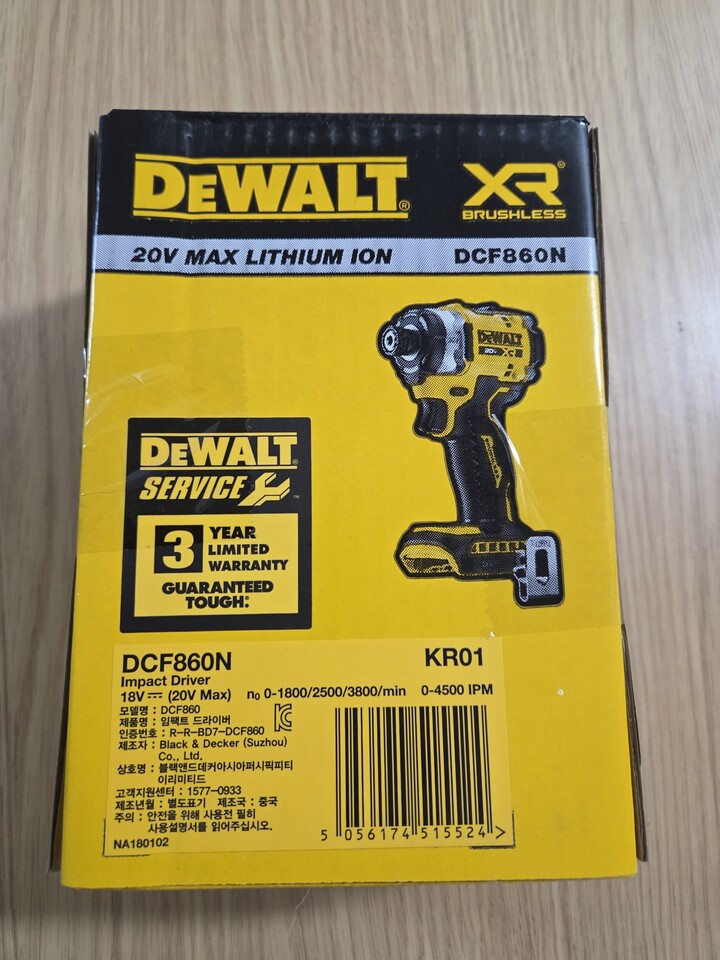 DEWALT®
XR®
BRUSHLESS
20V MAX LITHIUM ION
DCF860N
DEWALT
20V XR
DEWALT®
SERVICE™
3 YEAR
LIMITED
WARRANTY
GUARANTEED
TOUGH.®
DCF860N
KR01
Impact Driver
18V ⎓ (20V Max) n₀ 0-1800/2500/3800/min 0-4500 IPM
모델명 : DCF860
제품명 : 임팩트 드라이버
인증번호 : R-R-BD7-DCF860
제조자 : Black & Decker (Suzhou)
Co., Ltd.
상호명 : 블랙앤드데커아시아퍼시픽피티
이리미티드
고객지원센터 : 1577-0933
제조년월 : 별도표기 제조국 : 중국
주의 : 안전을 위해 사용전 필히
사용설명서를 읽어주십시오.
NA180102
5 056174 515524 >